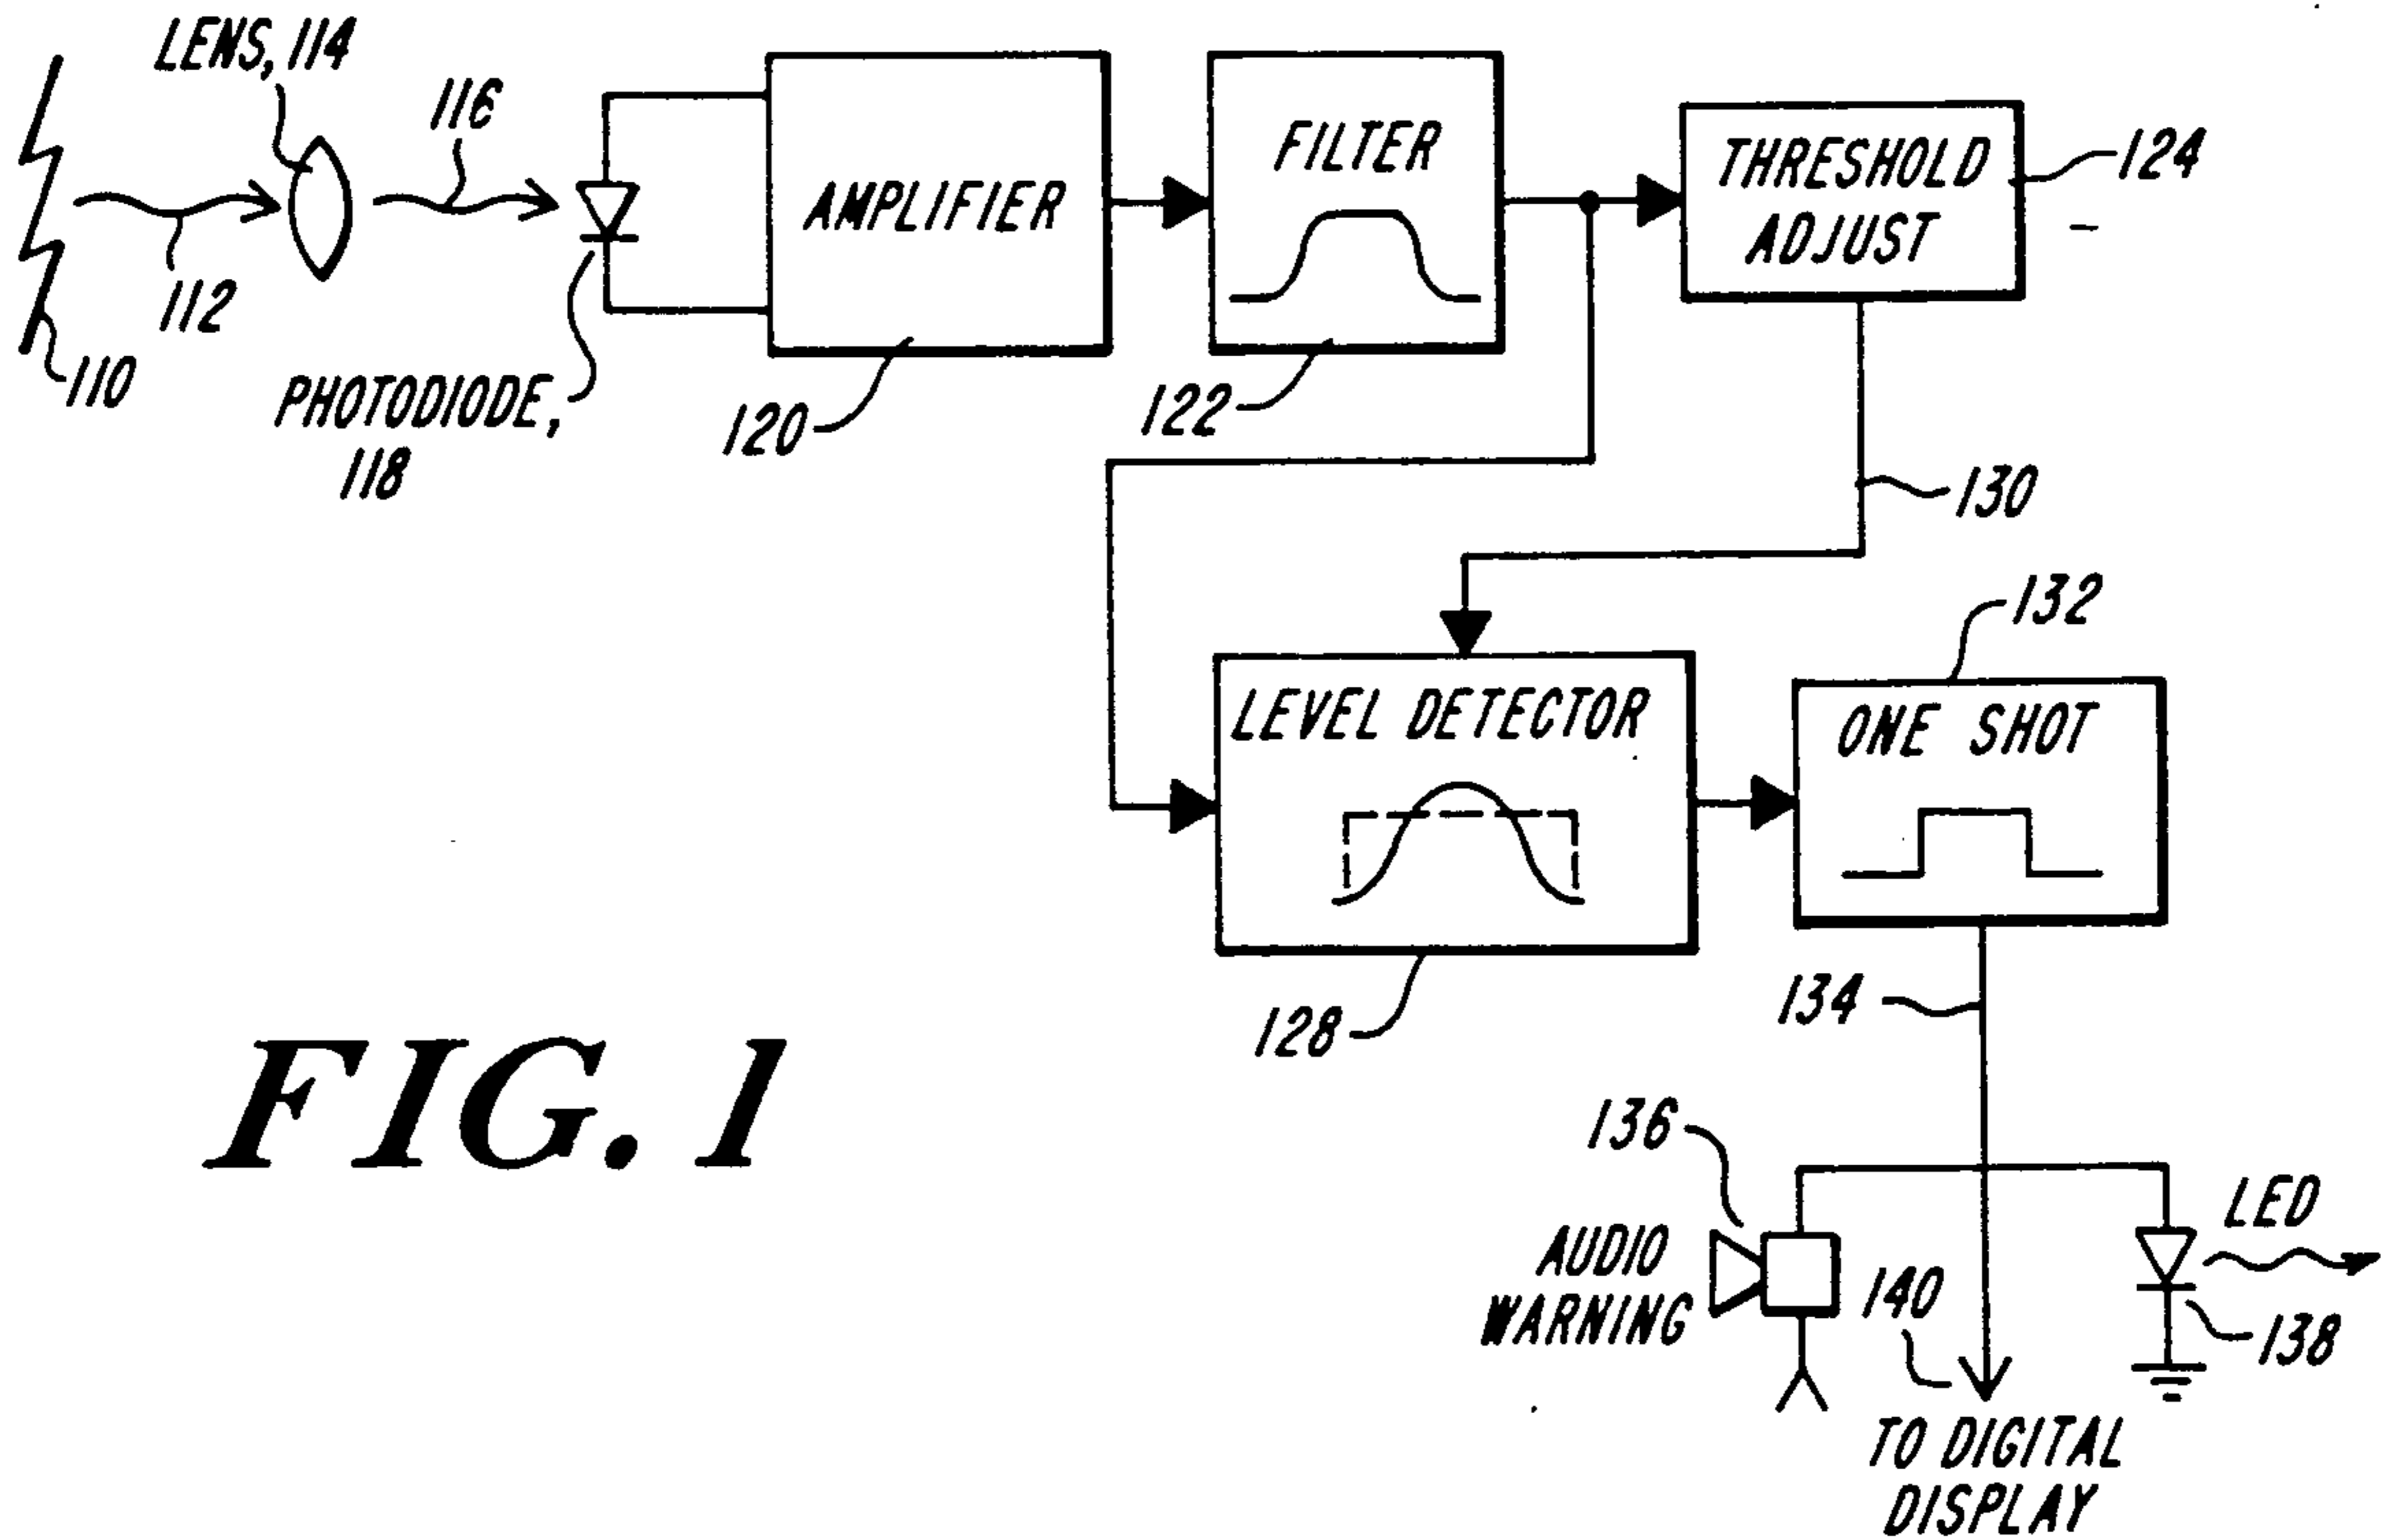 LENS, 114
116
112
110
PHOTODIODE,
118
AMPLIFIER
120
FILTER
122
THRESHOLD
ADJUST
124
130
LEVEL DETECTOR
128
132
ONE SHOT
134
136
AUDIO
WARNING
140
TO DIGITAL
DISPLAY
LED
138
FIG. 1